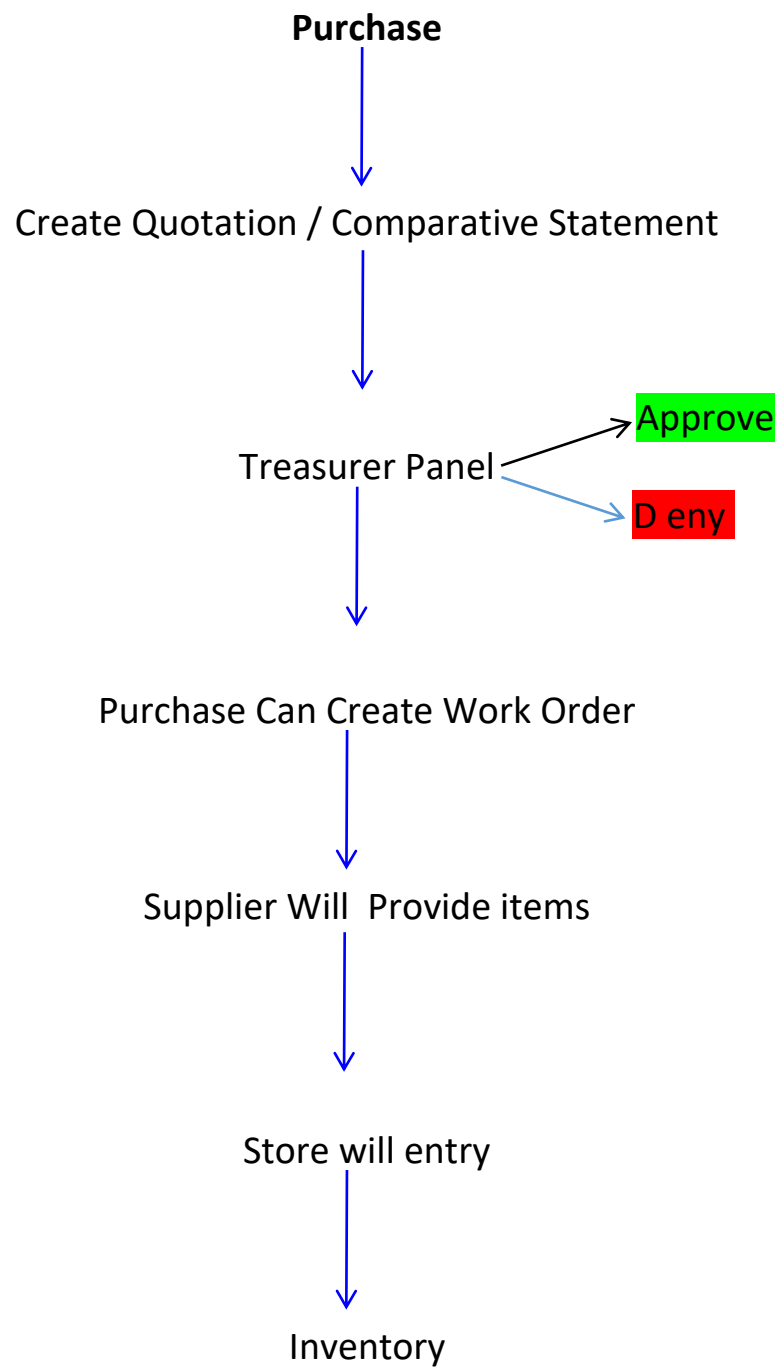 Purchase
Create Quotation / Comparative Statement
Approve
Treasurer Panel
D eny
Purchase Can Create Work Order
Supplier Will  Provide items
Store will entry
Inventory